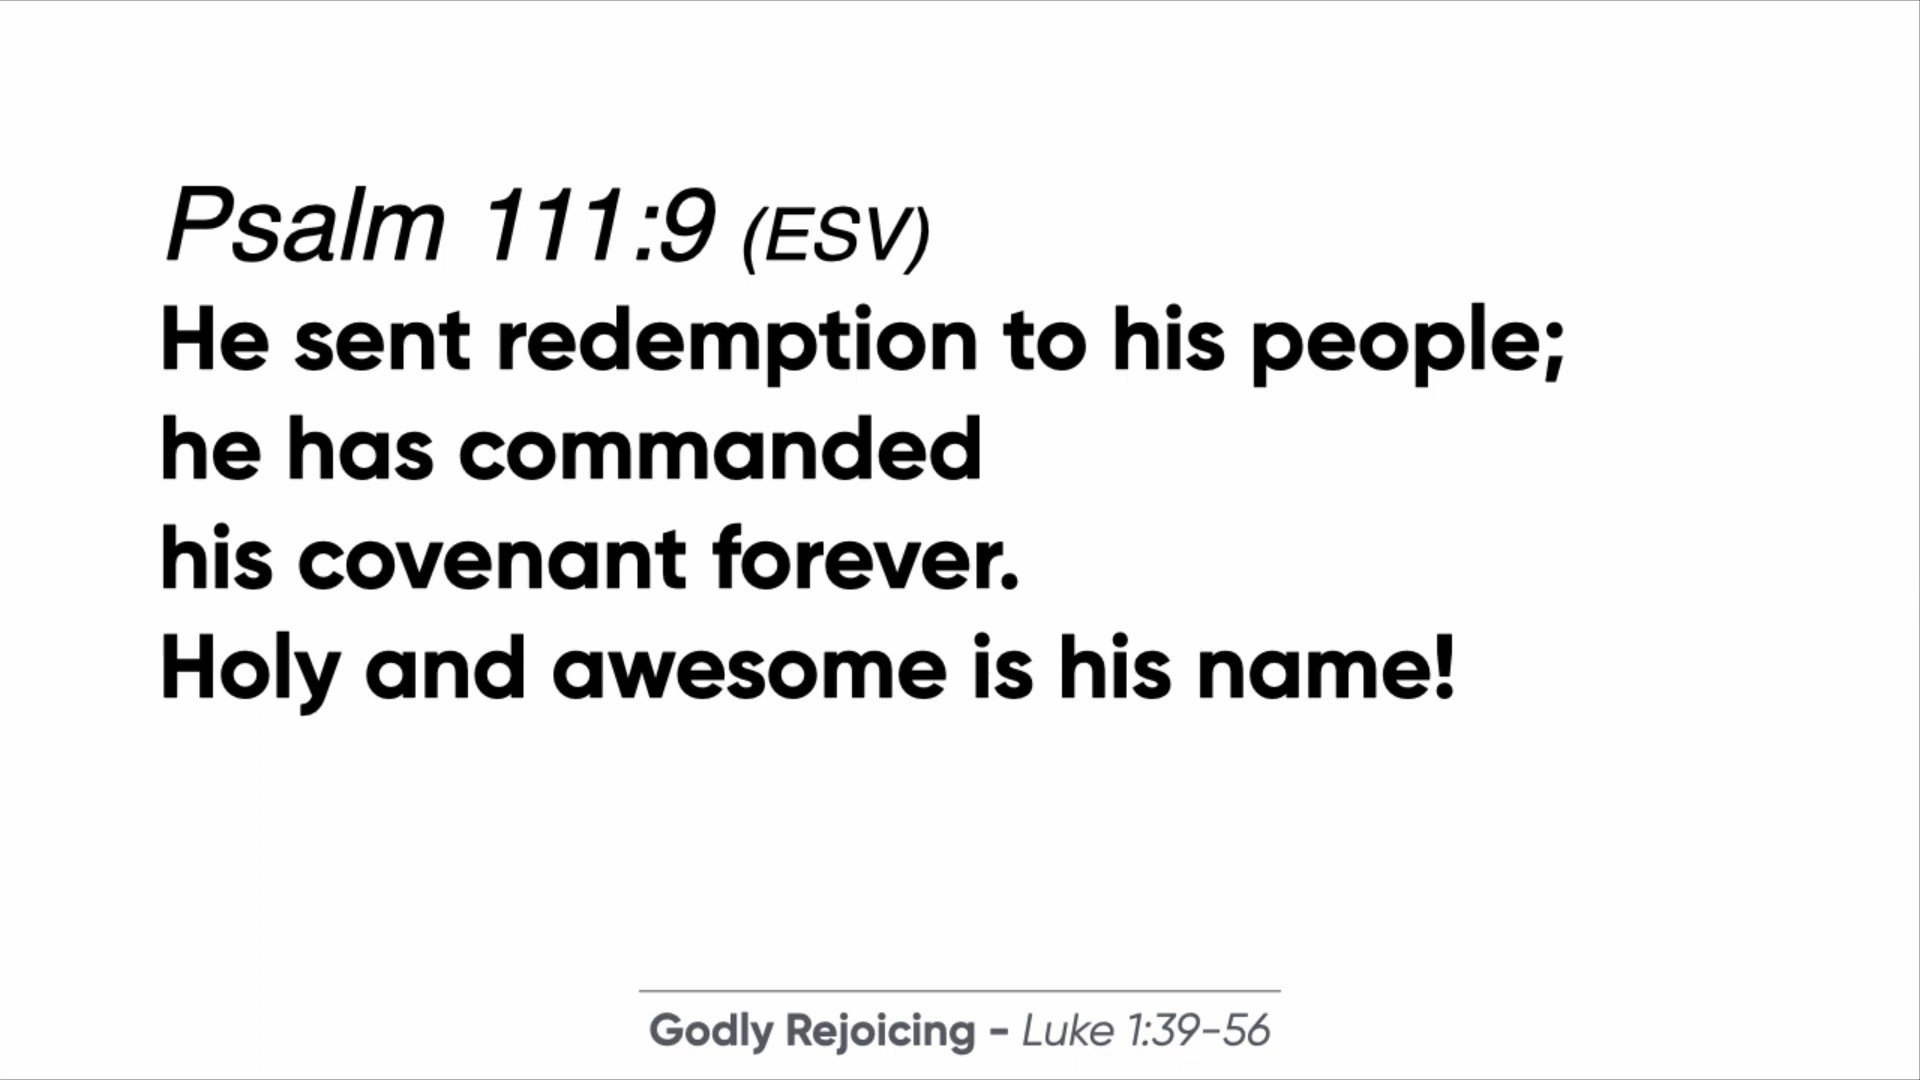 Psalm 111:9 (ESV)
He sent redemption to his people;
he has commanded
his covenant forever.
Holy and awesome is his name!
Godly Rejoicing - Luke 1:39-56